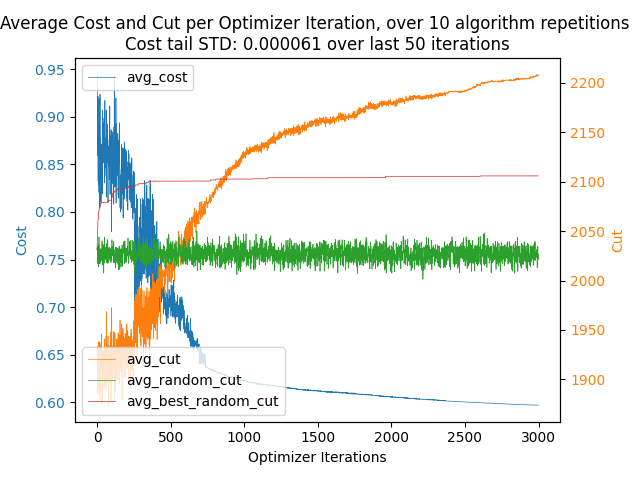 Average Cost and Cut per Optimizer Iteration, over 10 algorithm repetitions
Cost tail STD: 0.000061 over last 50 iterations
avg_cost
0.95
0.90
0.85
0.80
0.75
0.70
0.65
0.60
Cost
2200
2150
2100
2050
2000
1950
1900
Cut
avg_cut
avg_random_cut
avg_best_random_cut
0
500
1000
1500
2000
2500
3000
Optimizer Iterations